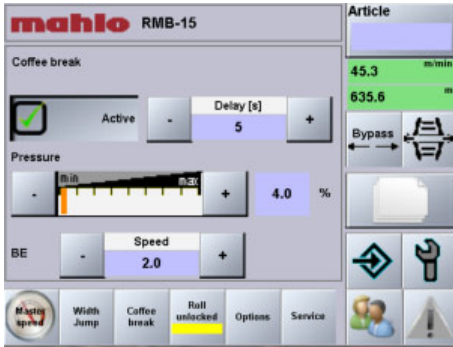 mahlo RMB-15
Article
Coffee break
45.3 m/min
635.6 m
Active
-
Delay [s]
5
+
Bypass
Pressure
min
max
-
+
4.0 %
BE
-
Speed
2.0
+
Master speed
Width Jump
Coffee break
Roll unlocked
Options
Service